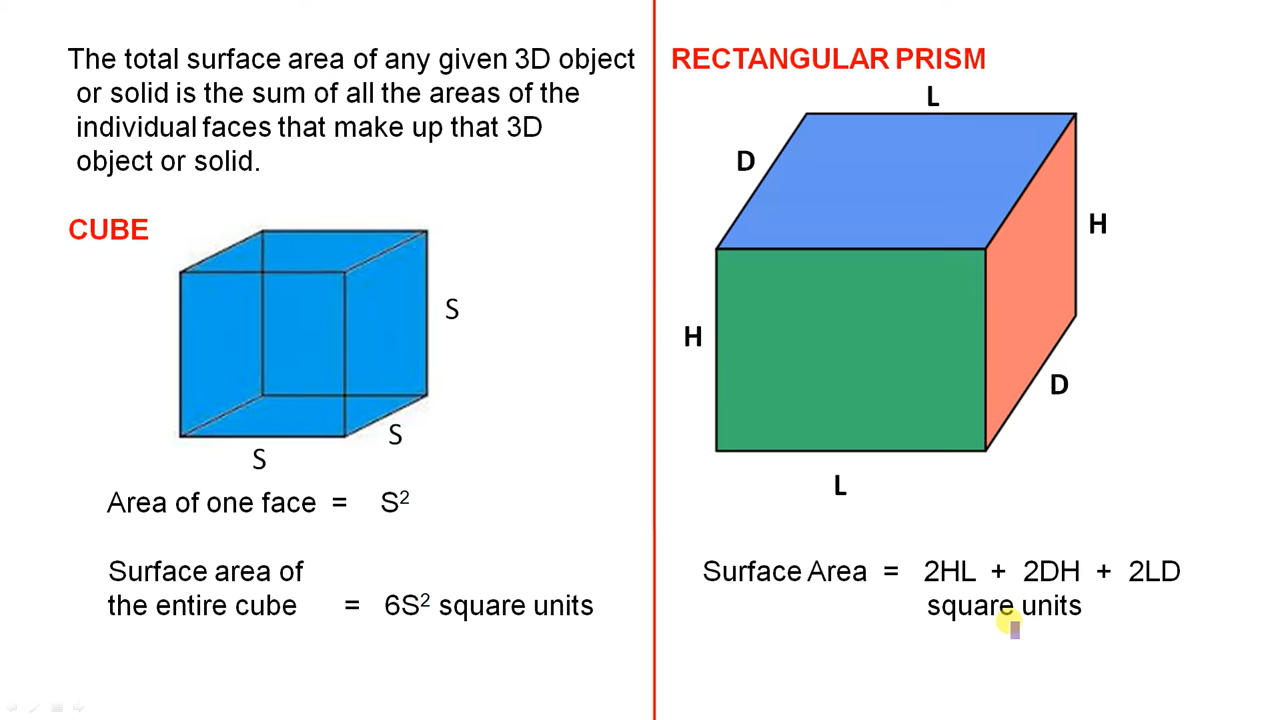 The total surface area of any given 3D object
or solid is the sum of all the areas of the
individual faces that make up that 3D
object or solid.
CUBE
S
S
S
Area of one face = S²
Surface area of
the entire cube = 6S² square units
RECTANGULAR PRISM
L
D
H
H
D
L
Surface Area = 2HL + 2DH + 2LD
square units